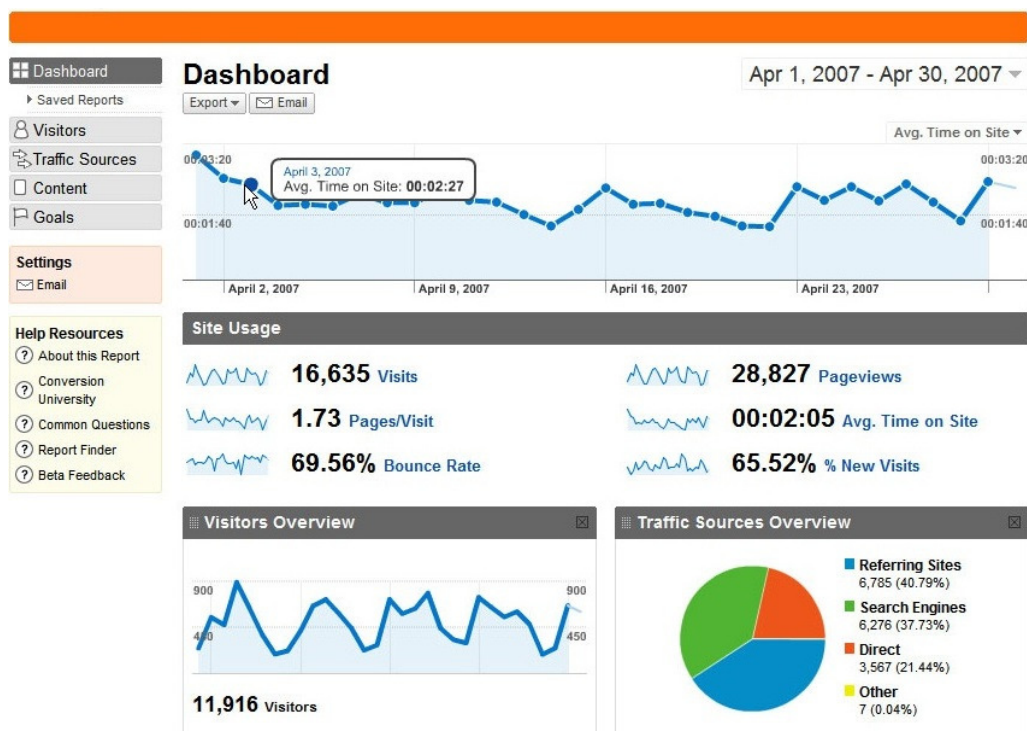 Dashboard
Saved Reports
Visitors
Traffic Sources
Content
Goals
Settings
Email
Help Resources
About this Report
Conversion
University
Common Questions
Report Finder
Beta Feedback
Dashboard
Apr 1, 2007 - Apr 30, 2007
Export
Email
Avg. Time on Site
00:03:20
00:03:20
April 3, 2007
Avg. Time on Site: 00:02:27
00:01:40
00:01:40
April 2, 2007
April 9, 2007
April 16, 2007
April 23, 2007
Site Usage
16,635 Visits
28,827 Pageviews
1.73 Pages/Visit
00:02:05 Avg. Time on Site
69.56% Bounce Rate
65.52% % New Visits
Visitors Overview
900
900
450
450
11,916 Visitors
Traffic Sources Overview
Referring Sites
6,785 (40.79%)
Search Engines
6,276 (37.73%)
Direct
3,567 (21.44%)
Other
7 (0.04%)